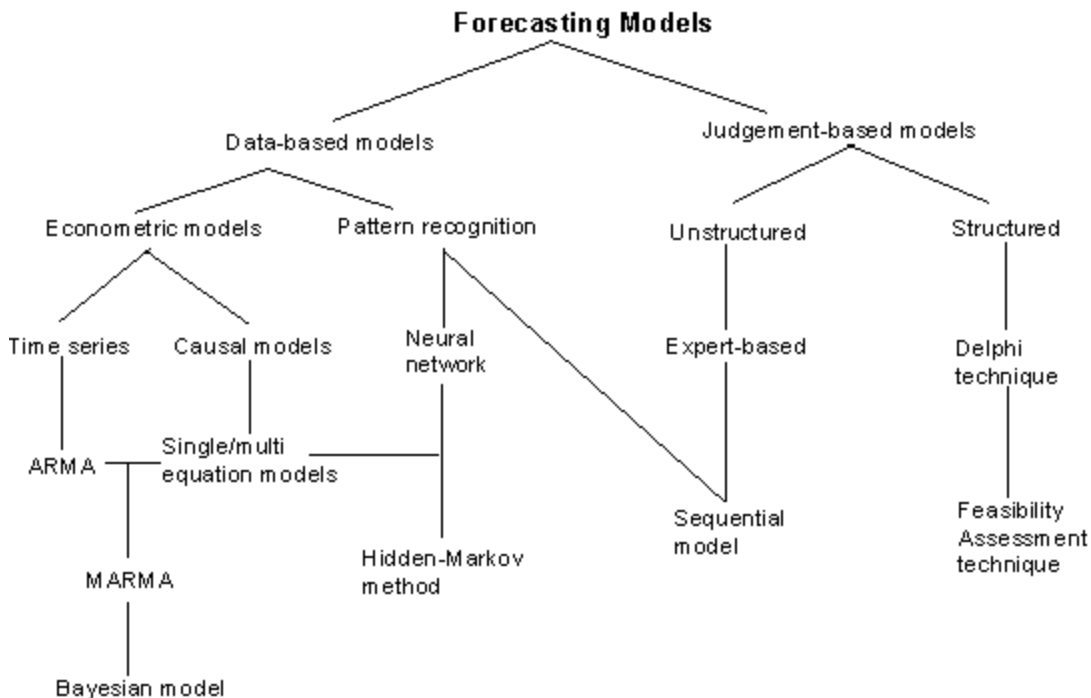 Forecasting Models
Data-based models
Judgement-based models
Econometric models
Pattern recognition
Unstructured
Structured
Time series
Causal models
Neural
network
Expert-based
Delphi
technique
ARMA
Single/multi
equation models
Hidden-Markov
method
Sequential
model
Feasibility
Assessment
technique
MARMA
Bayesian model